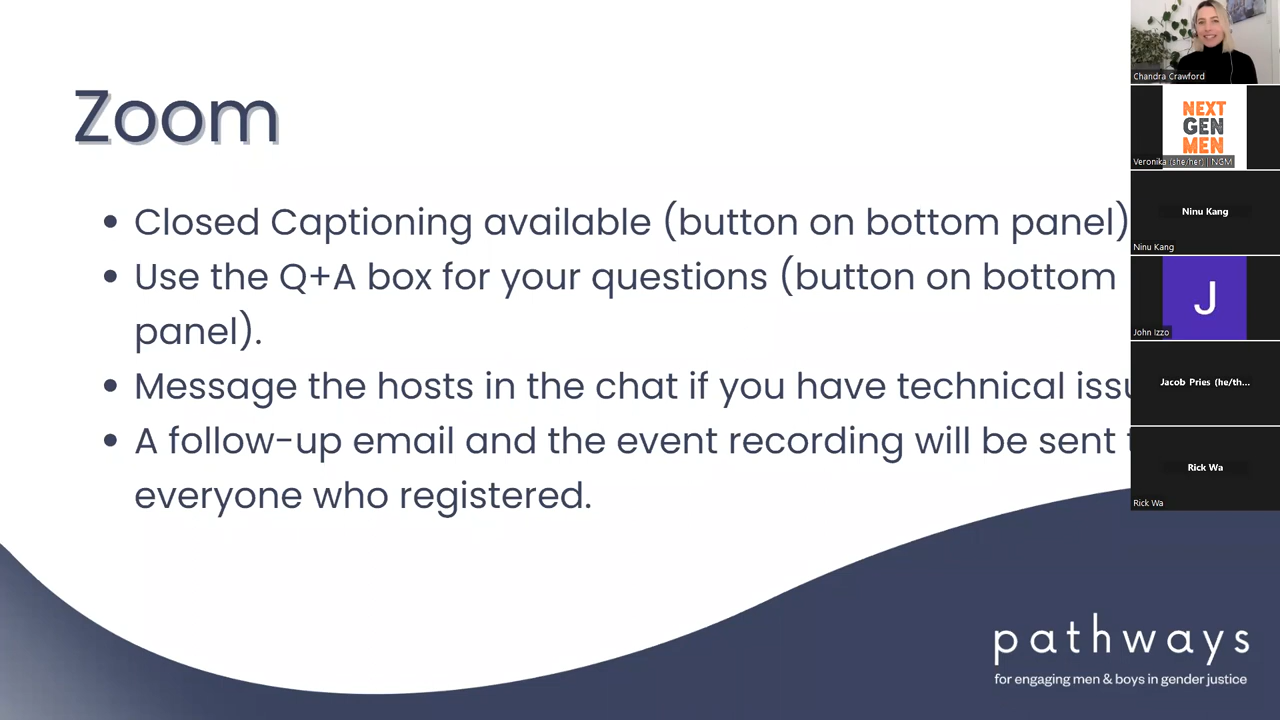 Zoom
Closed Captioning available (button on bottom panel)
Use the Q+A box for your questions (button on bottom
panel).
Message the hosts in the chat if you have technical
A follow-up email and the event recording will be sent
everyone who registered.
pathways
for engaging men & boys in gender justice
Chandra Crawford
NEXT
GEN
MEN
Veronika (she/her) | NGM
Ninu Kang
Ninu Kang
J
John Izzo
Jacob Pries (he/th...
Rick Wa
Rick Wa